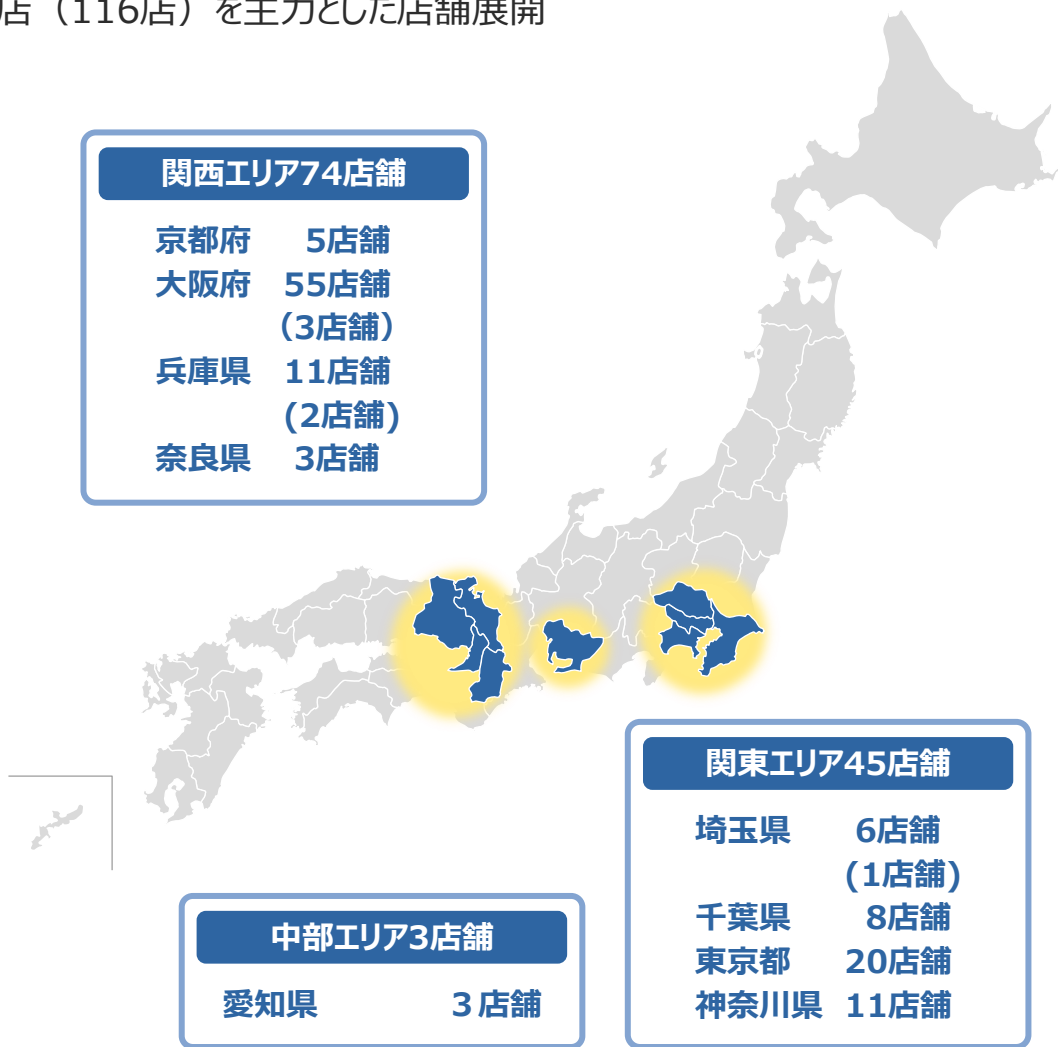 店（116店）を主力とした店舗展開
関西エリア74店舗
京都府 5店舗
大阪府 55店舗
（3店舗）
兵庫県 11店舗
(2店舗)
奈良県 3店舗
関東エリア45店舗
埼玉県 6店舗
(1店舗)
千葉県 8店舗
東京都 20店舗
神奈川県 11店舗
中部エリア3店舗
愛知県 3店舗